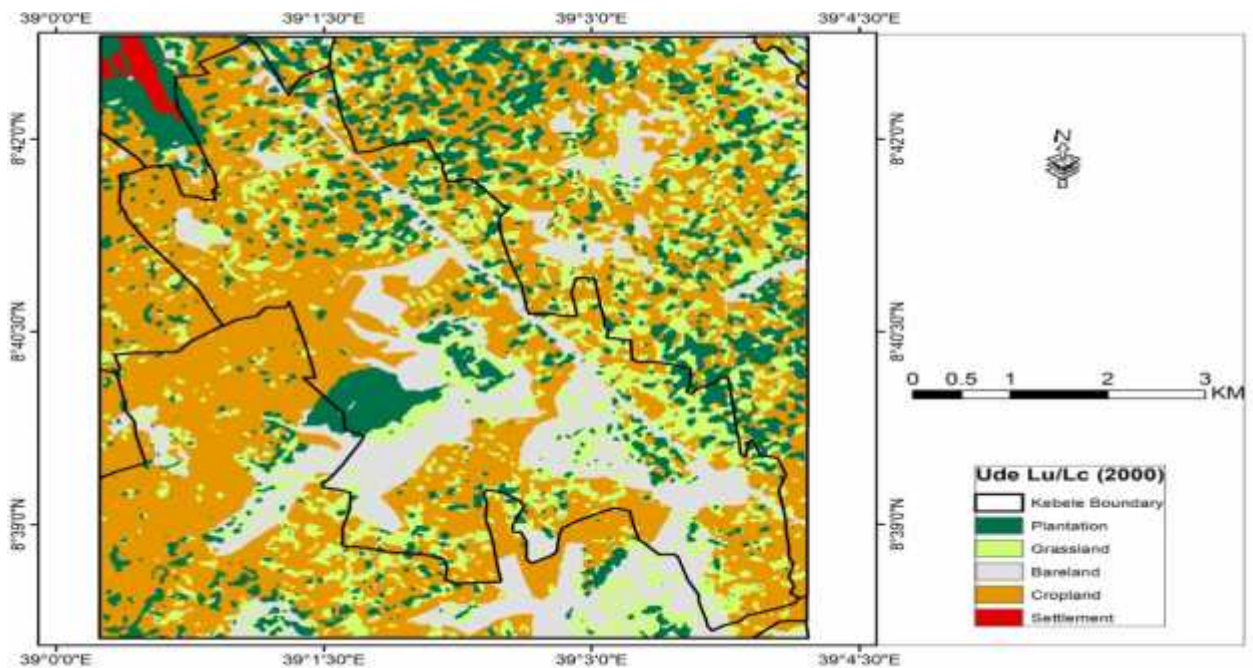 39°0'0"E 39°1'30"E 39°3'0"E 39°4'30"E
8°42'0"N 8°42'0"N
N
8°40'30"N 8°40'30"N
0 0.5 1 2 3
KM
Ude Lu/Lc (2000)
Kebele Boundary
Plantation
Grassland
Bareland
Cropland
Settlement
8°39'0"N 8°39'0"N
39°0'0"E 39°1'30"E 39°3'0"E 39°4'30"E